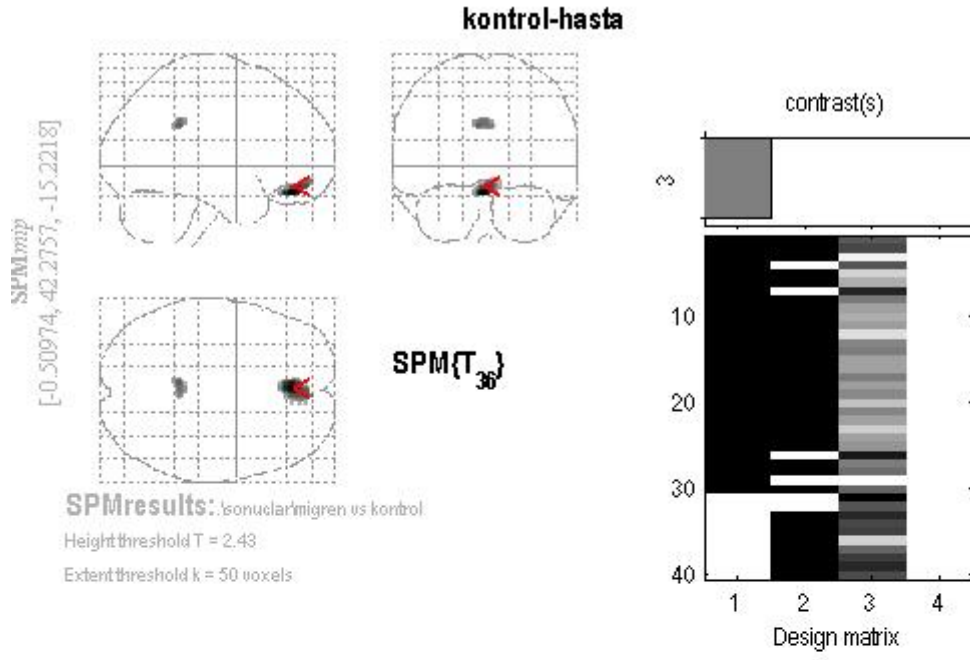 kontrol-hasta
SPMmip
[-0.50974, 42.2757, -15.2218]
SPM{T36}
SPMresults: .\sonuclar\migren vs kontrol
Height threshold T = 2.43
Extent threshold k = 50 voxels
contrast(s)
3
10
20
30
40
1 2 3 4
Design matrix